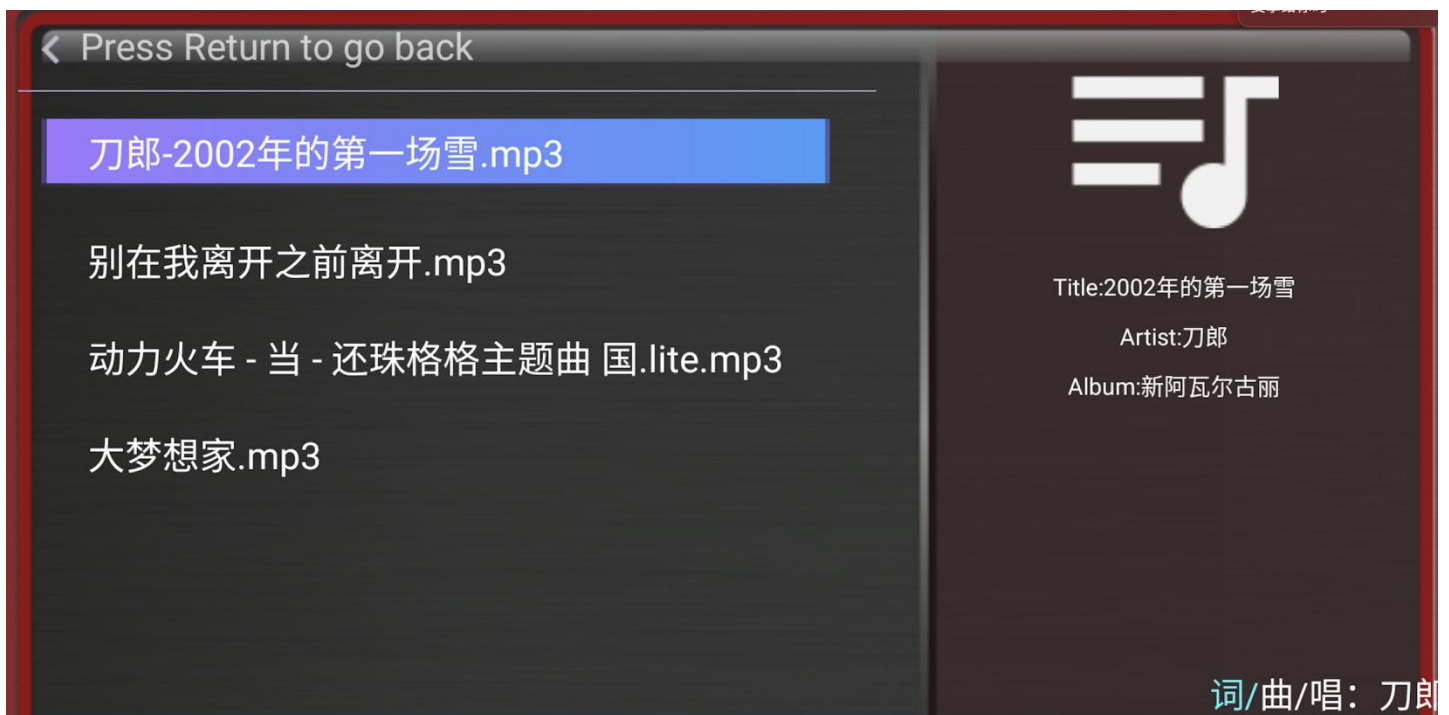 Press Return to go back
刀郎-2002年的第一场雪.mp3
别在我离开之前离开.mp3
动力火车 - 当 - 还珠格格主题曲 国.lite.mp3
大梦想家.mp3
Title:2002年的第一场雪
Artist:刀郎
Album:新阿瓦尔古丽
词/曲/唱：刀郎